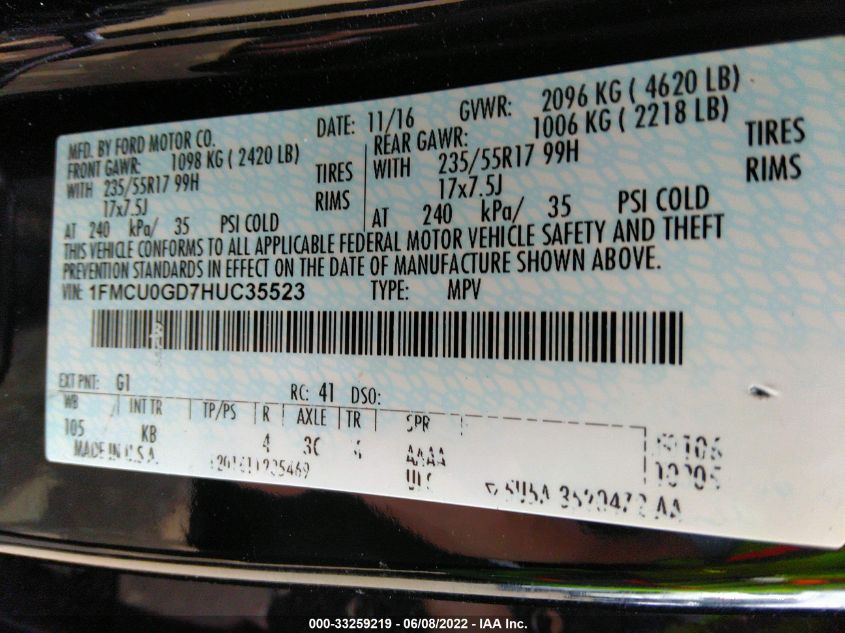 MFD. BY FORD MOTOR CO. DATE: 11/16 GVWR: 2096 KG ( 4620 LB)
FRONT GAWR: 1098 KG ( 2420 LB) REAR GAWR: 1006 KG ( 2218 LB)
WITH 235/55R17 99H TIRES WITH 235/55R17 99H TIRES
17x7.5J RIMS 17x7.5J RIMS
AT 240 kPa/ 35 PSI COLD AT 240 kPa/ 35 PSI COLD
THIS VEHICLE CONFORMS TO ALL APPLICABLE FEDERAL MOTOR VEHICLE SAFETY AND THEFT
PREVENTION STANDARDS IN EFFECT ON THE DATE OF MANUFACTURE SHOWN ABOVE.
VIN: 1FMCU0GD7HUC35523 TYPE: MPV
EXT PNT: G1 RC: 41 DSO:
WB INT TR TP/PS R AXLE TR SPR
105 KB 4 AAAA
MADE IN U.S.A.
000-33259219 - 06/08/2022 - IAA Inc.